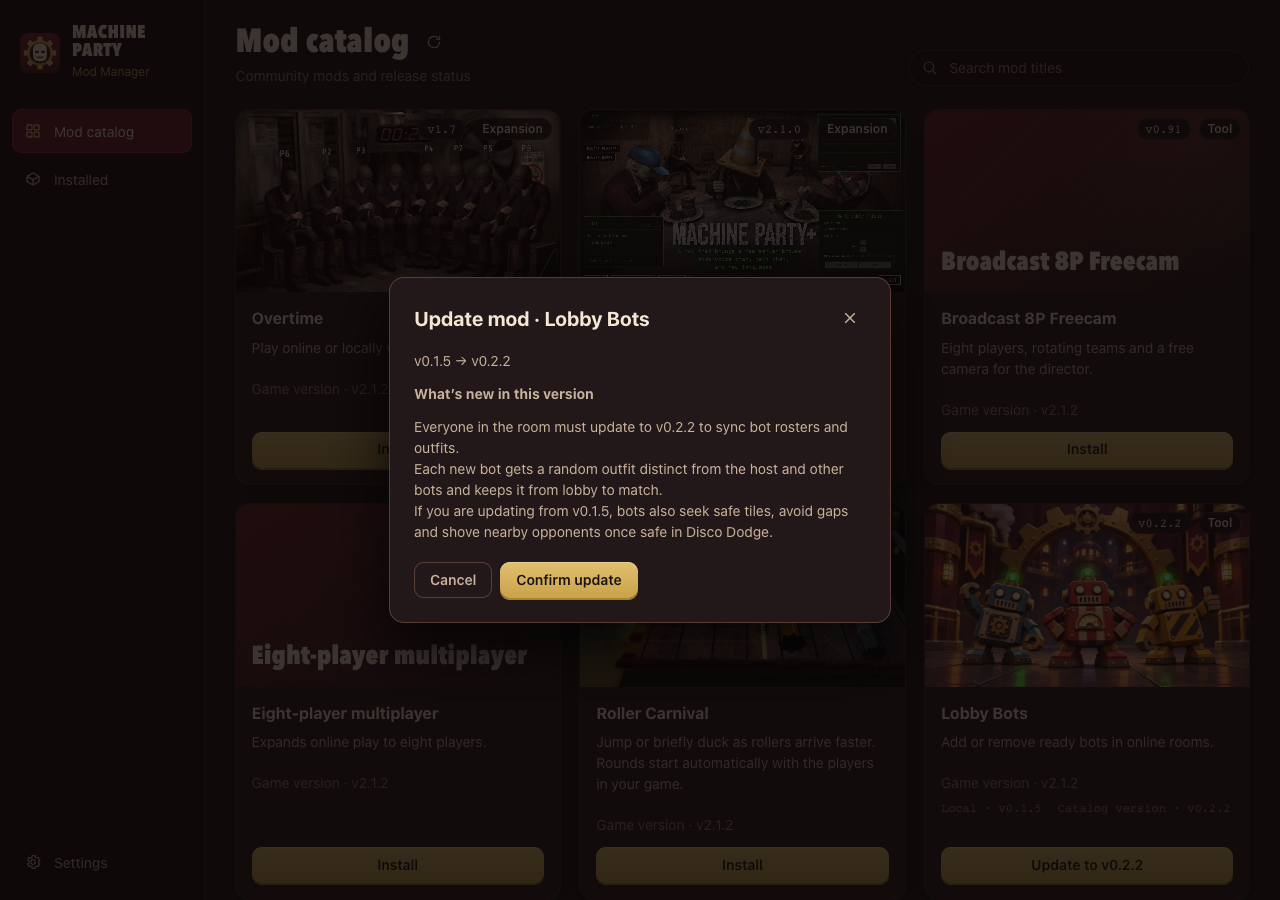 MACHINE
PARTY
Mod Manager
Mod catalog
Installed
Settings
Mod catalog
Community mods and release status
Search mod titles
v1.7
Expansion
P6
P2
P3
P4
P7
P5
P8
Overtime
Play online or locally
Game version · v2.1.2
v2.1.0
Expansion
MACHINE PARTY+
v0.91
Tool
Broadcast 8P Freecam
Broadcast 8P Freecam
Eight players, rotating teams and a free
camera for the director.
Game version · v2.1.2
Install
Update mod · Lobby Bots
v0.1.5 → v0.2.2
What's new in this version
Everyone in the room must update to v0.2.2 to sync bot rosters and
outfits.
Each new bot gets a random outfit distinct from the host and other
bots and keeps it from lobby to match.
If you are updating from v0.1.5, bots also seek safe tiles, avoid gaps
and shove nearby opponents once safe in Disco Dodge.
Cancel
Confirm update
Eight-player multiplayer
Eight-player multiplayer
Expands online play to eight players.
Game version · v2.1.2
Install
Roller Carnival
Jump or briefly duck as rollers arrive faster.
Rounds start automatically with the players
in your game.
Game version · v2.1.2
Install
v0.2.2
Tool
Lobby Bots
Add or remove ready bots in online rooms.
Game version · v2.1.2
Local · v0.1.5 Catalog version · v0.2.2
Update to v0.2.2